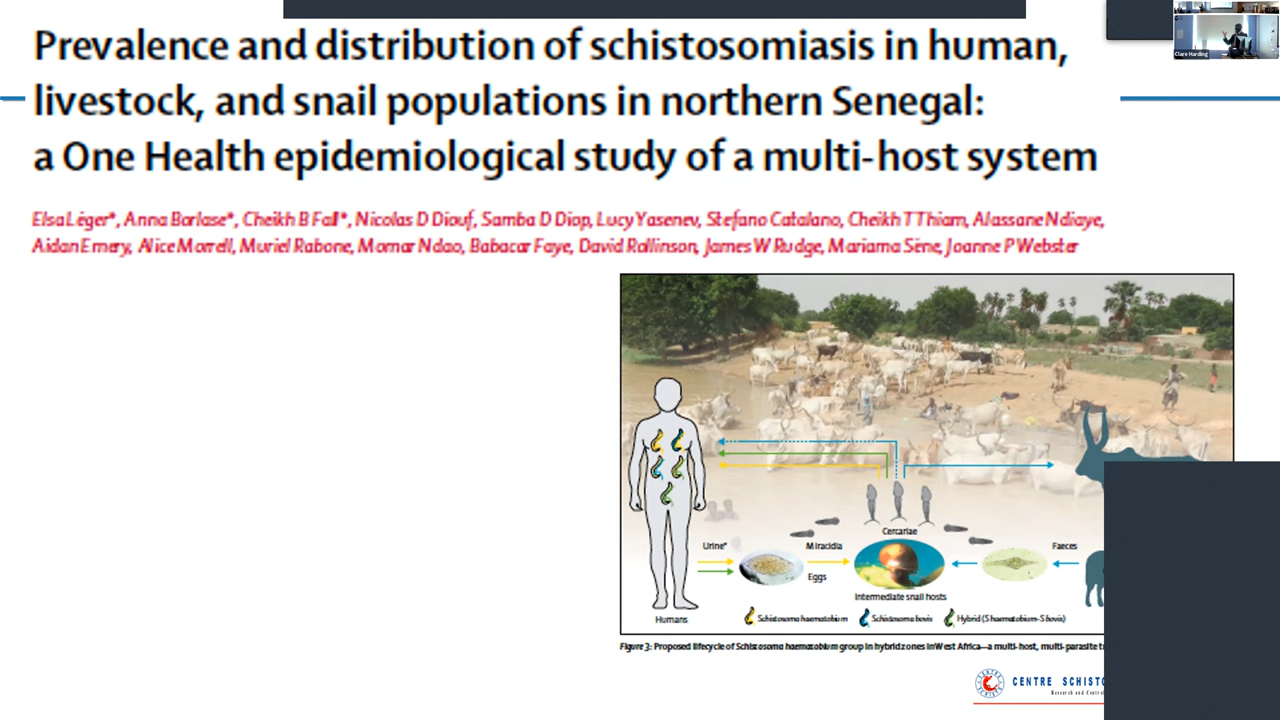 Prevalence and distribution of schistosomiasis in human,
livestock, and snail populations in northern Senegal:
a One Health epidemiological study of a multi-host system
Elsa Léger*, Anna Borlase*, Cheikh B Fall*, Nicolas D Diouf, Samba D Diop, Lucy Yasenev, Stefano Catalano, Cheikh T Thiam, Alassane Ndiaye,
Aidan Emery, Alice Morrell, Muriel Rabone, Momar Ndao, Babacar Faye, David Rollinson, James W Rudge, Mariama Sène, Joanne P Webster
Clare Harding
Cercariae
Urine*
Miracidia
Faeces
Eggs
Intermediate snail hosts
Humans
Schistosoma haematobium
Schistosoma bovis
Hybrid (S haematobium–S bovis)
Figure 3: Proposed lifecycle of Schistosoma haematobium group in hybrid zones in West Africa—a multi-host, multi-parasite
CENTRE SCHISTO
Research and